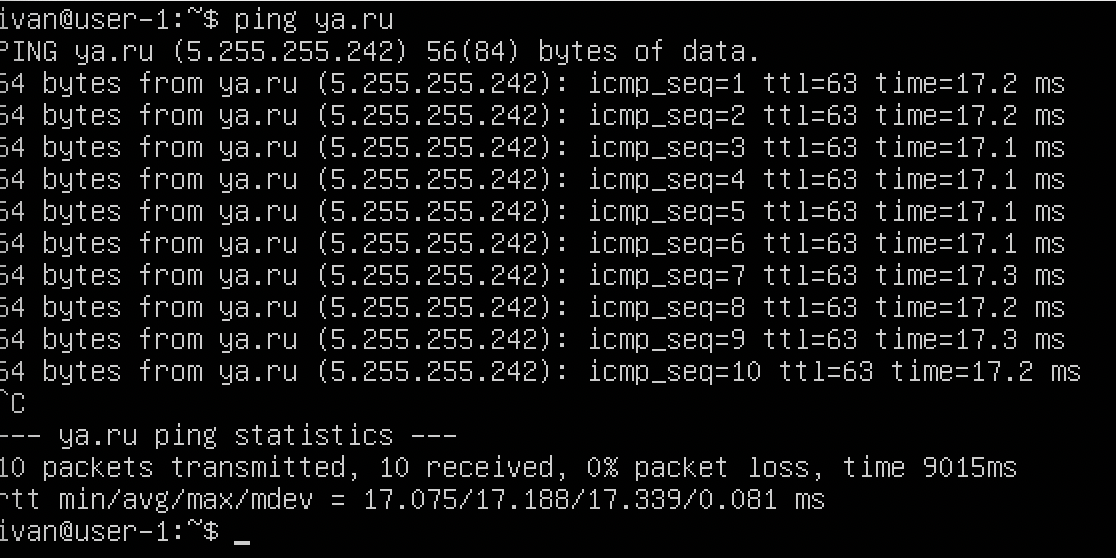 ivan@user-1:~$ ping ya.ru
PING ya.ru (5.255.255.242) 56(84) bytes of data.
64 bytes from ya.ru (5.255.255.242): icmp_seq=1 ttl=63 time=17.2 ms
64 bytes from ya.ru (5.255.255.242): icmp_seq=2 ttl=63 time=17.2 ms
64 bytes from ya.ru (5.255.255.242): icmp_seq=3 ttl=63 time=17.1 ms
64 bytes from ya.ru (5.255.255.242): icmp_seq=4 ttl=63 time=17.1 ms
64 bytes from ya.ru (5.255.255.242): icmp_seq=5 ttl=63 time=17.1 ms
64 bytes from ya.ru (5.255.255.242): icmp_seq=6 ttl=63 time=17.1 ms
64 bytes from ya.ru (5.255.255.242): icmp_seq=7 ttl=63 time=17.3 ms
64 bytes from ya.ru (5.255.255.242): icmp_seq=8 ttl=63 time=17.2 ms
64 bytes from ya.ru (5.255.255.242): icmp_seq=9 ttl=63 time=17.3 ms
64 bytes from ya.ru (5.255.255.242): icmp_seq=10 ttl=63 time=17.2 ms
^C
--- ya.ru ping statistics ---
10 packets transmitted, 10 received, 0% packet loss, time 9015ms
rtt min/avg/max/mdev = 17.075/17.188/17.339/0.081 ms
ivan@user-1:~$ _